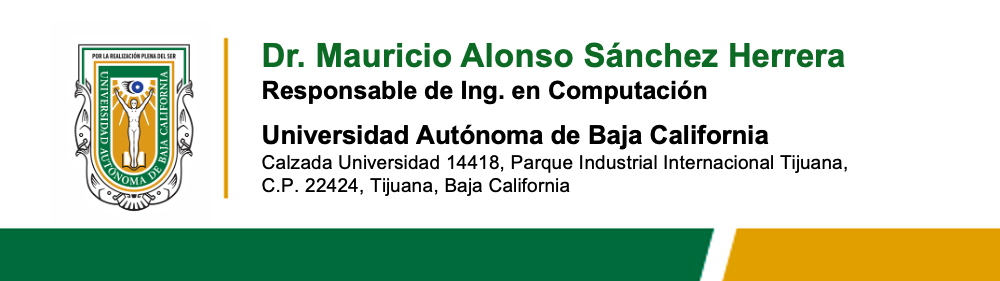 POR LA REALIZACIÓN PLENA DEL SER
UNIVERSIDAD AUTÓNOMA DE BAJA CALIFORNIA
Dr. Mauricio Alonso Sánchez Herrera
Responsable de Ing. en Computación
Universidad Autónoma de Baja California
Calzada Universidad 14418, Parque Industrial Internacional Tijuana,
C.P. 22424, Tijuana, Baja California